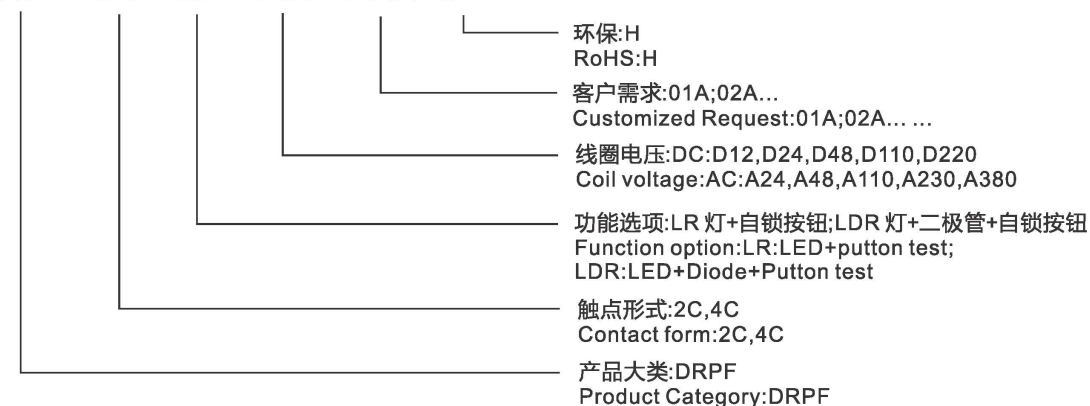 环保:H
RoHS:H
客户需求:01A;02A...
Customized Request:01A;02A... ...
线圈电压:DC:D12,D24,D48,D110,D220
Coil voltage:AC:A24,A48,A110,A230,A380
功能选项:LR 灯+自锁按钮;LDR 灯+二极管+自锁按钮
Function option:LR:LED+putton test;
LDR:LED+Diode+Putton test
触点形式:2C,4C
Contact form:2C,4C
产品大类:DRPF
Product Category:DRPF